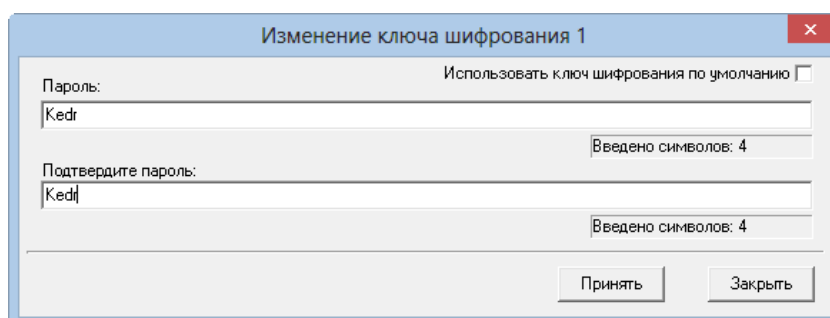 Изменение ключа шифрования 1
Использовать ключ шифрования по умолчанию
Пароль:
Kedr
Введено символов: 4
Подтвердите пароль:
Kedr
Введено символов: 4
Принять Закрыть